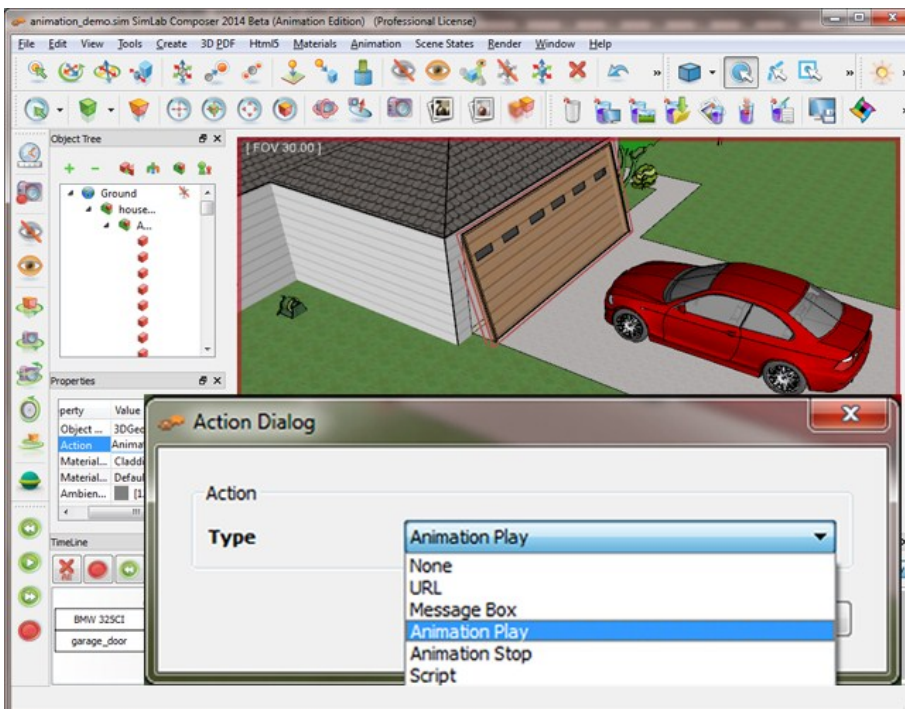 animation_demo.sim SimLab Composer 2014 Beta (Animation Edition) (Professional License)
File Edit View Tools Create 3D PDF Html5 Materials Animation Scene States Render Window Help
Object Tree
[ FOV 30.00 ]
Ground
house...
A...
Properties
perty Value
Object ... 3DGeo
Action Anima
Material... Claddi
Material... Defaul
Ambien... [1.
TimeLine
BMW 325CI
garage_door
Action Dialog
Action
Type Animation Play
None
URL
Message Box
Animation Play
Animation Stop
Script